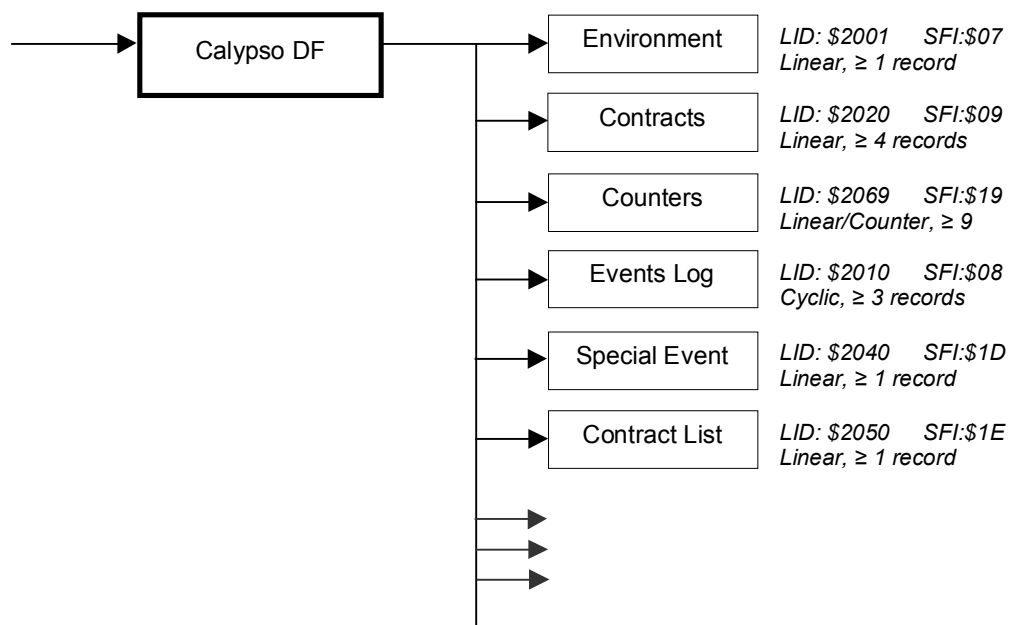 Calypso DF
Environment
LID: $2001 SFI:$07
Linear, ≥ 1 record
Contracts
LID: $2020 SFI:$09
Linear, ≥ 4 records
Counters
LID: $2069 SFI:$19
Linear/Counter, ≥ 9
Events Log
LID: $2010 SFI:$08
Cyclic, ≥ 3 records
Special Event
LID: $2040 SFI:$1D
Linear, ≥ 1 record
Contract List
LID: $2050 SFI:$1E
Linear, ≥ 1 record